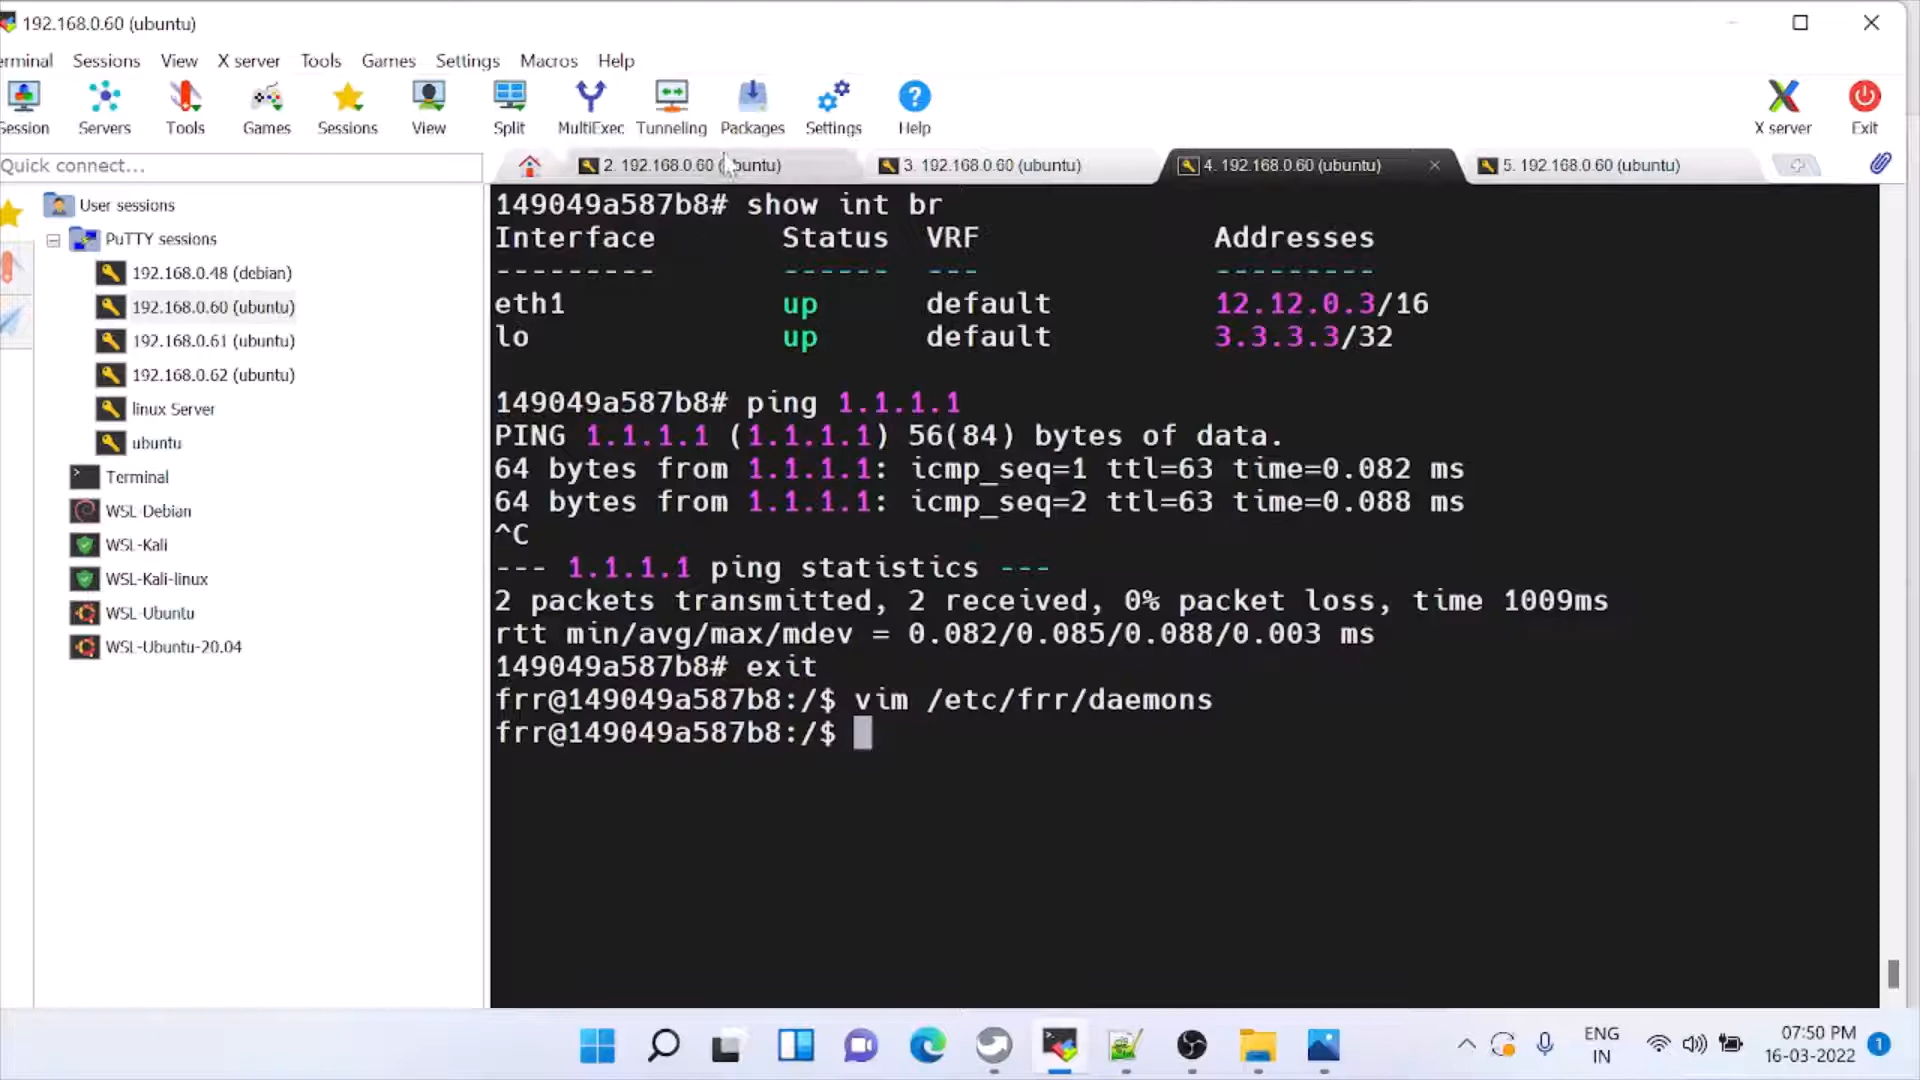 192.168.0.60 (ubuntu)
erminal Sessions View X server Tools Games Settings Macros Help
Session Servers Tools Games Sessions View Split MultiExec Tunneling Packages Settings Help X server Exit
Quick connect...
2. 192.168.0.60 (ubuntu)
3. 192.168.0.60 (ubuntu)
4. 192.168.0.60 (ubuntu)
5. 192.168.0.60 (ubuntu)
User sessions
PuTTY sessions
192.168.0.48 (debian)
192.168.0.60 (ubuntu)
192.168.0.61 (ubuntu)
192.168.0.62 (ubuntu)
linux Server
ubuntu
Terminal
WSL-Debian
WSL-Kali
WSL-Kali-linux
WSL-Ubuntu
WSL-Ubuntu-20.04
149049a587b8# show int br
Interface Status VRF Addresses
--------- ------ --- ---------
eth1 up default 12.12.0.3/16
lo up default 3.3.3.3/32
149049a587b8# ping 1.1.1.1
PING 1.1.1.1 (1.1.1.1) 56(84) bytes of data.
64 bytes from 1.1.1.1: icmp_seq=1 ttl=63 time=0.082 ms
64 bytes from 1.1.1.1: icmp_seq=2 ttl=63 time=0.088 ms
^C
--- 1.1.1.1 ping statistics ---
2 packets transmitted, 2 received, 0% packet loss, time 1009ms
rtt min/avg/max/mdev = 0.082/0.085/0.088/0.003 ms
149049a587b8# exit
frr@149049a587b8:/$ vim /etc/frr/daemons
frr@149049a587b8:/$
ENG
IN
07:50 PM
16-03-2022
1